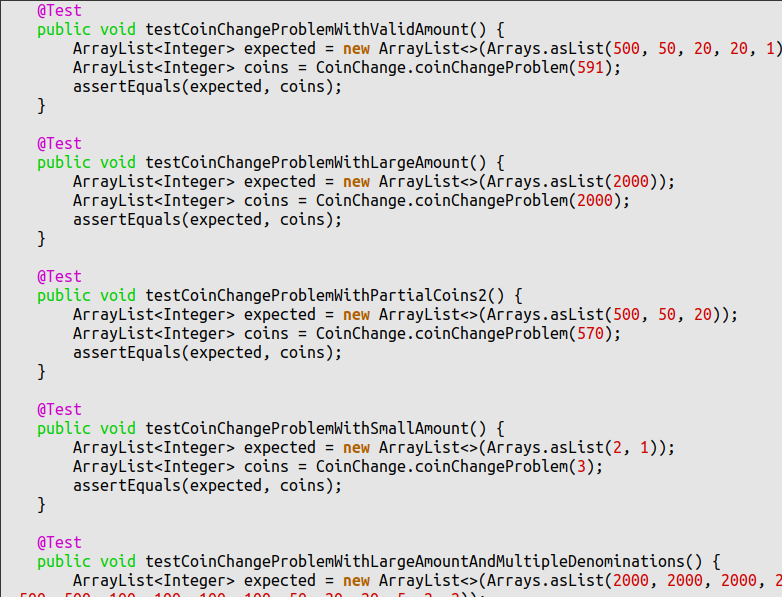 @Test
public void testCoinChangeProblemWithValidAmount() {
ArrayList<Integer> expected = new ArrayList<>(Arrays.asList(500, 50, 20, 20, 1)
ArrayList<Integer> coins = CoinChange.coinChangeProblem(591);
assertEquals(expected, coins);
}
@Test
public void testCoinChangeProblemWithLargeAmount() {
ArrayList<Integer> expected = new ArrayList<>(Arrays.asList(2000));
ArrayList<Integer> coins = CoinChange.coinChangeProblem(2000);
assertEquals(expected, coins);
}
@Test
public void testCoinChangeProblemWithPartialCoins2() {
ArrayList<Integer> expected = new ArrayList<>(Arrays.asList(500, 50, 20));
ArrayList<Integer> coins = CoinChange.coinChangeProblem(570);
assertEquals(expected, coins);
}
@Test
public void testCoinChangeProblemWithSmallAmount() {
ArrayList<Integer> expected = new ArrayList<>(Arrays.asList(2, 1));
ArrayList<Integer> coins = CoinChange.coinChangeProblem(3);
assertEquals(expected, coins);
}
@Test
public void testCoinChangeProblemWithLargeAmountAndMultipleDenominations() {
ArrayList<Integer> expected = new ArrayList<>(Arrays.asList(2000, 2000, 2000, 2